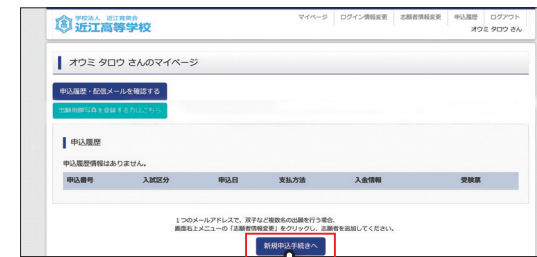 学校法人 近江育英会
近江高等学校
マイページ ログイン情報変更 志願者情報変更 申込履歴 ログアウト
オウミ タロウ さん
オウミ タロウ さんのマイページ
申込履歴・配信メールを確認する
出願用顔写真を登録する方はこちら
申込履歴
申込履歴情報はありません。
申込番号 入試区分 申込日 支払方法 入金情報 受験票
1つのメールアドレスで、双子など複数名の出願を行う場合、
画面右上メニューの「志願者情報変更」をクリックし、志願者を追加してください。
新規申込手続きへ